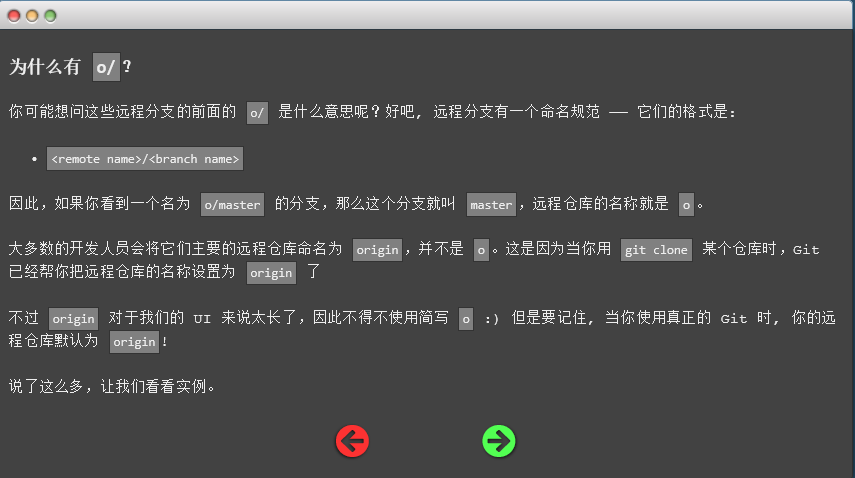 为什么有 o/?
你可能想问这些远程分支的前面的 o/ 是什么意思呢?好吧, 远程分支有一个命名规范 —— 它们的格式是:
• <remote name>/<branch name>
因此,如果你看到一个名为 o/master 的分支,那么这个分支就叫 master,远程仓库的名称就是 o。
大多数的开发人员会将它们主要的远程仓库命名为 origin,并不是 o。这是因为当你用 git clone 某个仓库时,Git
已经帮你把远程仓库的名称设置为 origin 了
不过 origin 对于我们的 UI 来说太长了,因此不得不使用简写 o :) 但是要记住, 当你使用真正的 Git 时, 你的远
程仓库默认为 origin!
说了这么多,让我们看看实例。